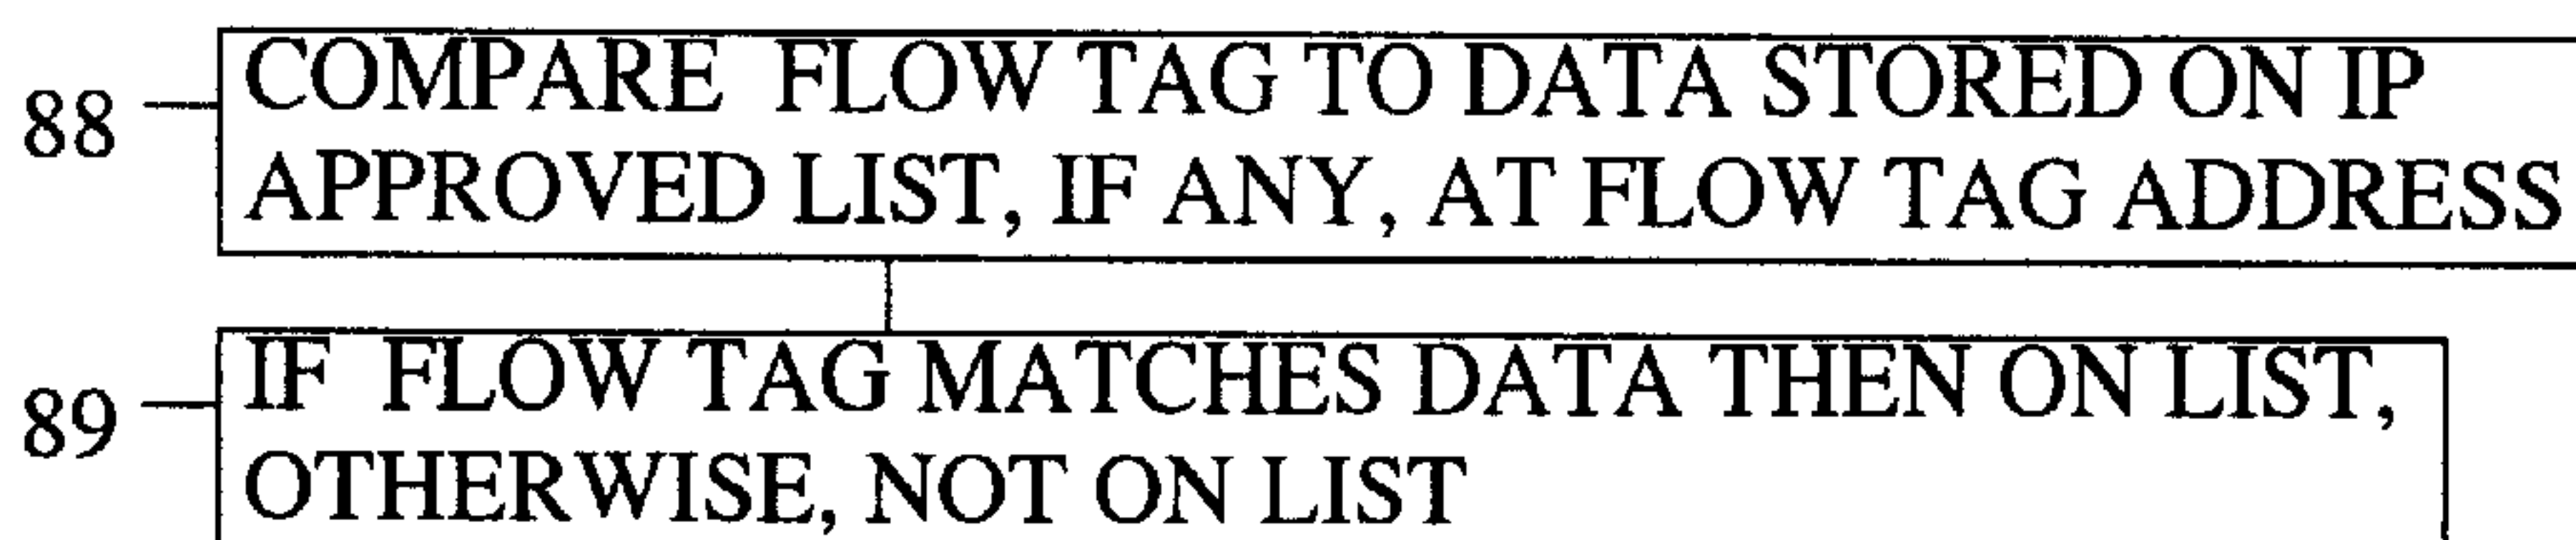 88
COMPARE FLOW TAG TO DATA STORED ON IP
APPROVED LIST, IF ANY, AT FLOW TAG ADDRESS
89
IF FLOW TAG MATCHES DATA THEN ON LIST,
OTHERWISE, NOT ON LIST